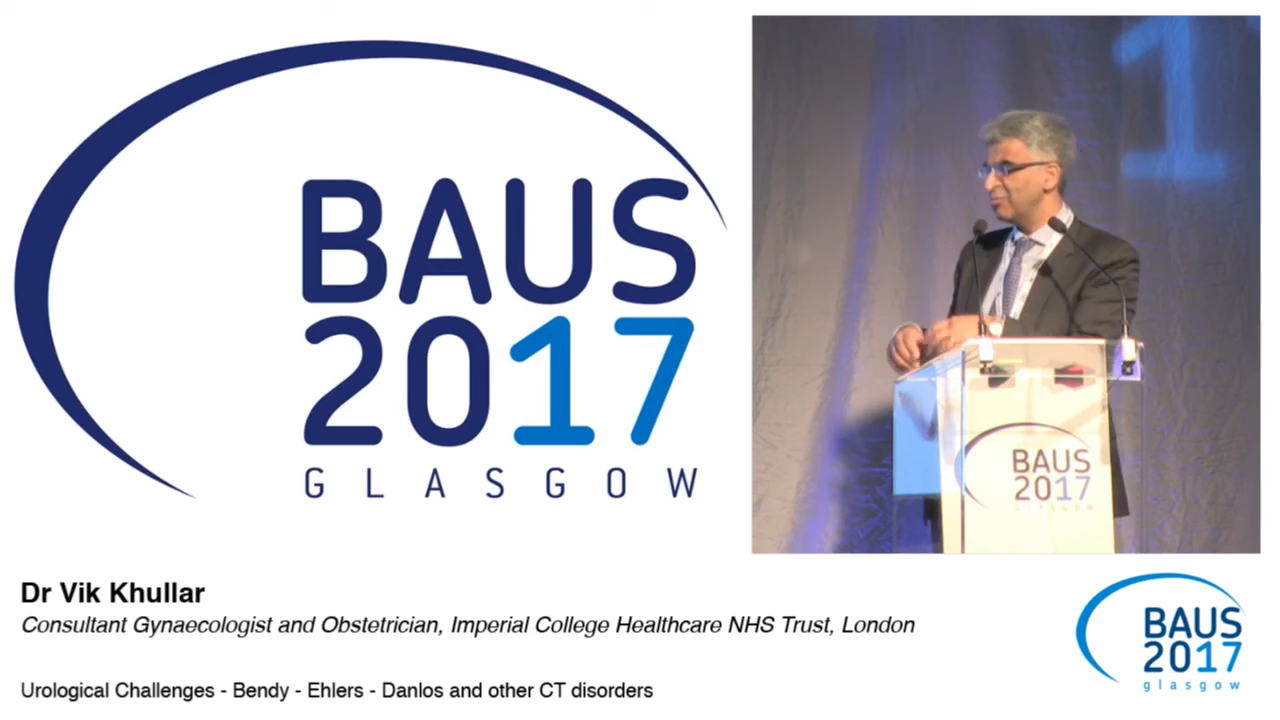 BAUS
2017
GLASGOW
1
BAUS
2017
Dr Vik Khullar
Consultant Gynaecologist and Obstetrician, Imperial College Healthcare NHS Trust, London
Urological Challenges - Bendy - Ehlers - Danlos and other CT disorders
BAUS
2017
glasgow